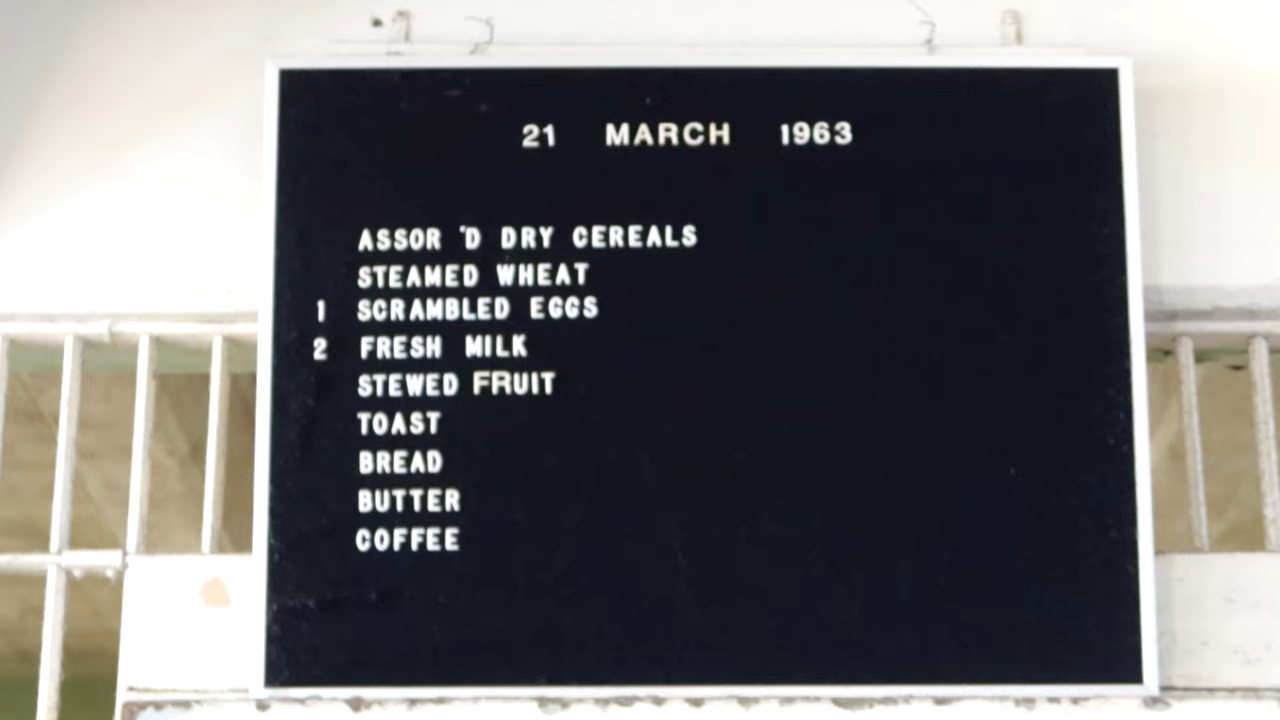 21 MARCH 1963
ASSOR 'D DRY CEREALS
STEAMED WHEAT
1 SCRAMBLED EGGS
2 FRESH MILK
STEWED FRUIT
TOAST
BREAD
BUTTER
COFFEE